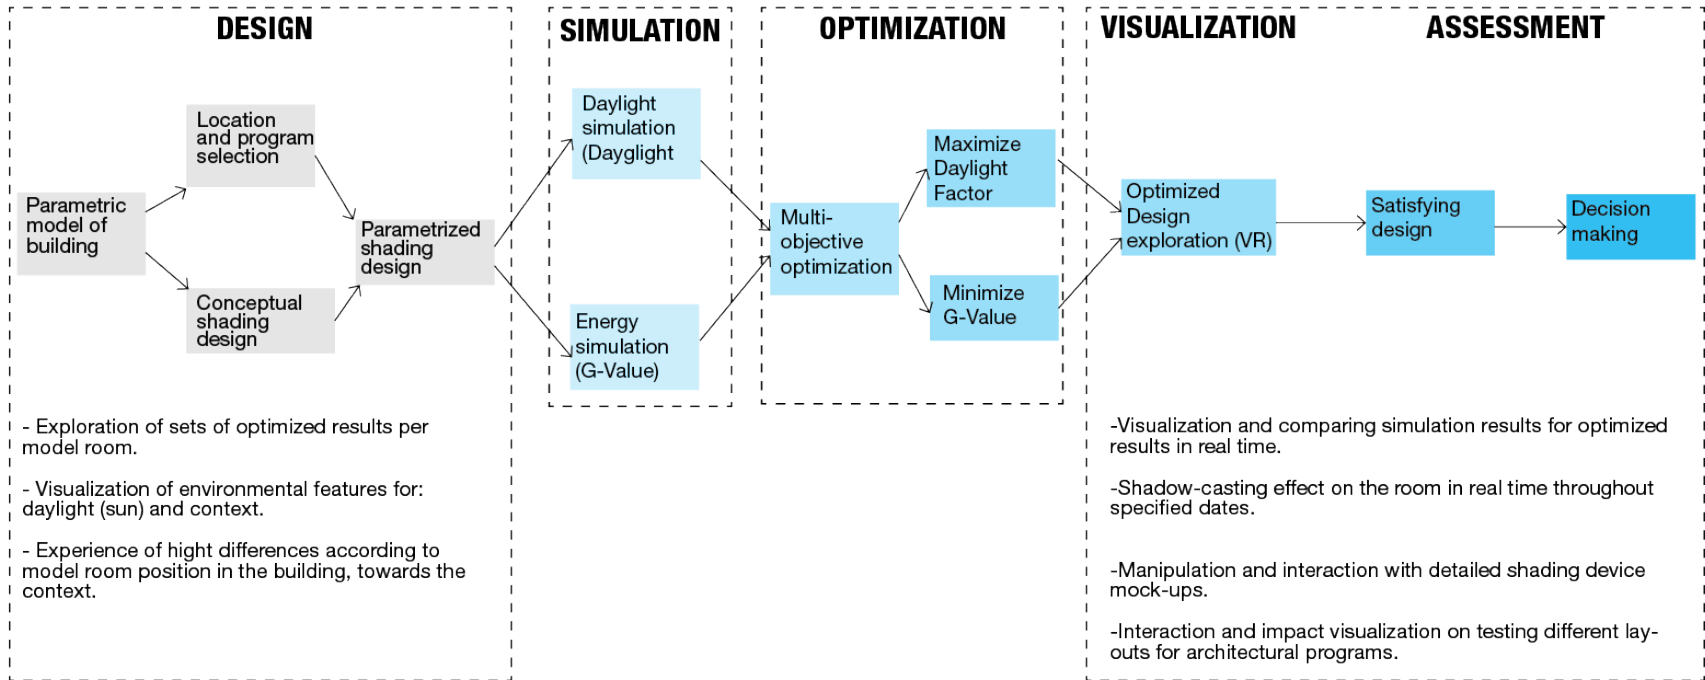 DESIGN
SIMULATION
OPTIMIZATION
VISUALIZATION
ASSESSMENT
Parametric
model of
building
Location
and program
selection
Conceptual
shading
design
Parametrized
shading
design
Daylight
simulation
(Dayglight
Energy
simulation
(G-Value)
Multi-
objective
optimization
Maximize
Daylight
Factor
Minimize
G-Value
Optimized
Design
exploration (VR)
Satisfying
design
Decision
making
- Exploration of sets of optimized results per
model room.
- Visualization of environmental features for:
daylight (sun) and context.
- Experience of hight differences according to
model room position in the building, towards the
context.
-Visualization and comparing simulation results for optimized
results in real time.
-Shadow-casting effect on the room in real time throughout
specified dates.
-Manipulation and interaction with detailed shading device
mock-ups.
-Interaction and impact visualization on testing different lay-
outs for architectural programs.